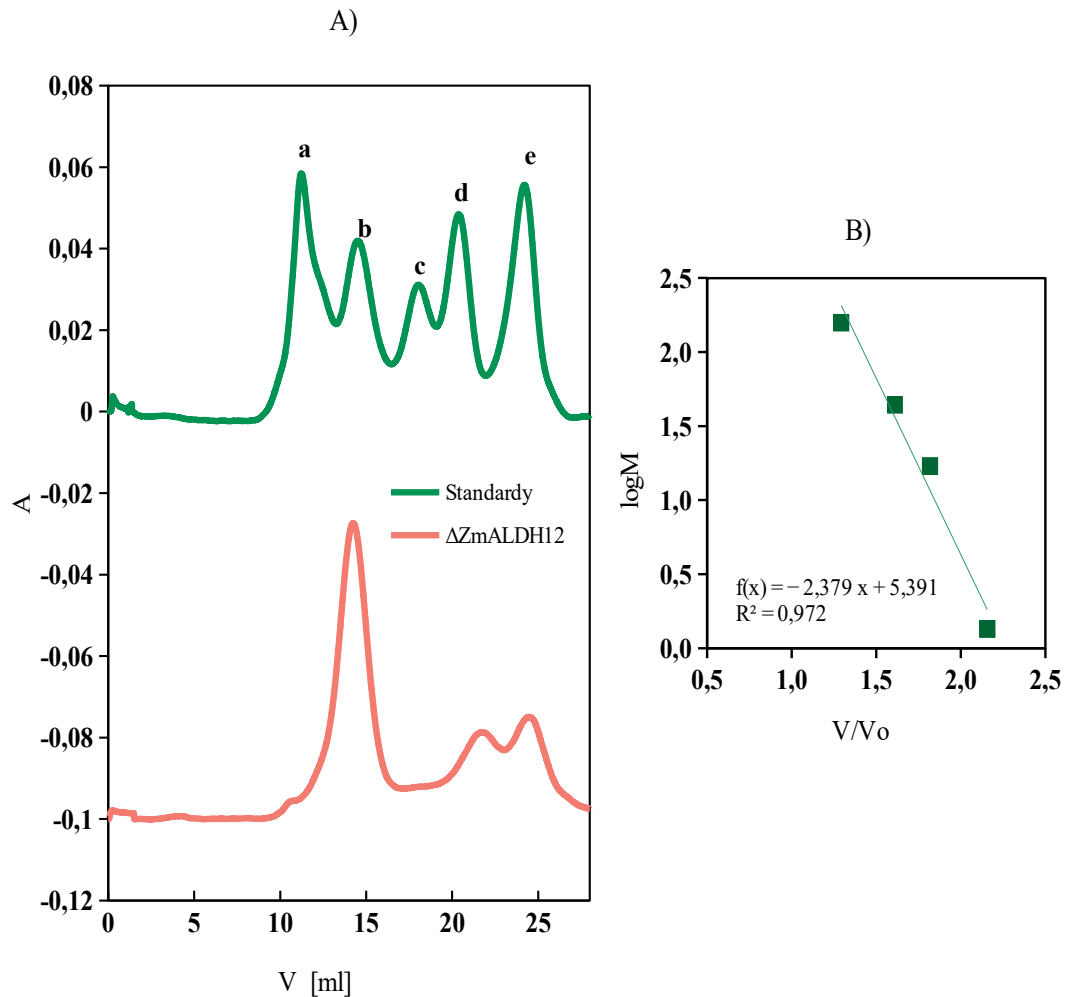 A)
0,08
0,06
0,04
0,02
0
-0,02
-0,04
-0,06
-0,08
-0,1
-0,12
A
a
b
c
d
e
Standardy
ΔZmALDH12
0
5
10
15
20
25
V [ml]
B)
2,5
2,0
1,5
1,0
0,5
0,0
logM
f(x) = − 2,379 x + 5,391
R² = 0,972
0,5
1,0
1,5
2,0
2,5
V/Vo